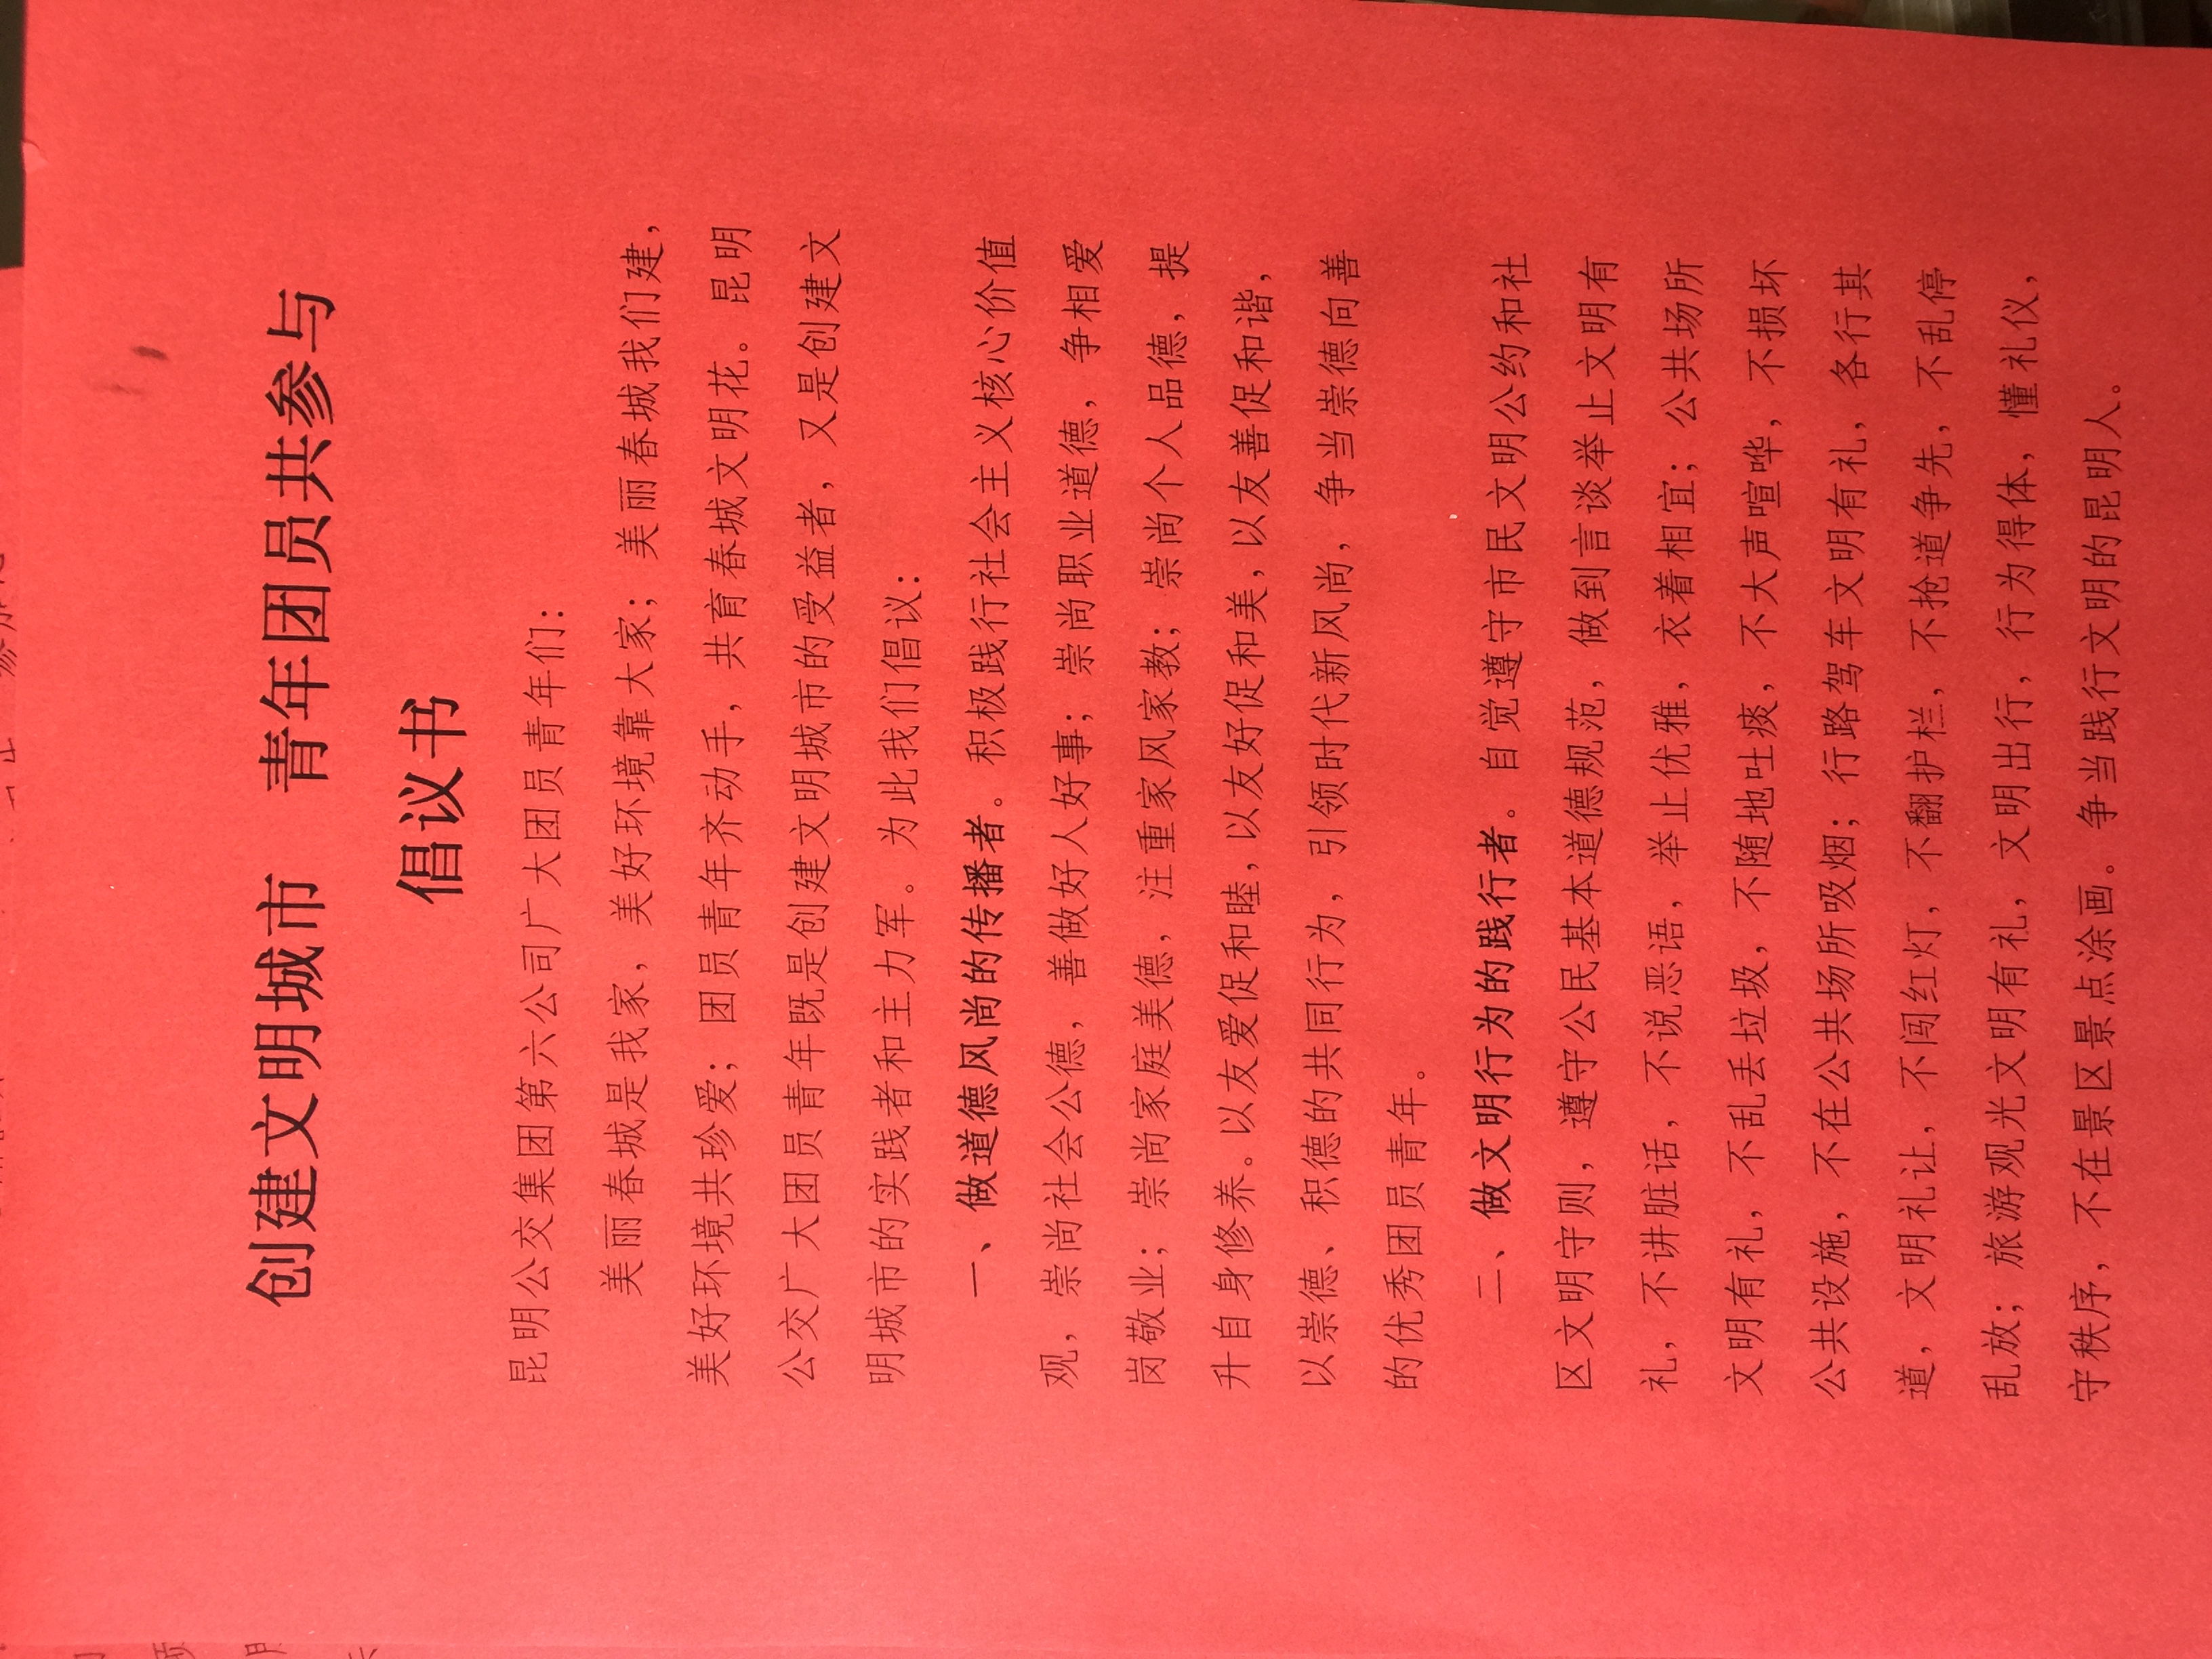 创建文明城市 青年团员共参与
倡议书
昆明公交集团第六公司广大团员青年们：
美丽春城是我家，美好环境靠大家；美丽春城我们建，
美好环境共珍爱；团员青年齐动手，共育春城文明花。昆明
公交广大团员青年既是创建文明城市的受益者，又是创建文
明城市的实践者和主力军。为此我们倡议：
一、做道德风尚的传播者。积极践行社会主义核心价值
观，崇尚社会公德，善做好人好事；崇尚职业道德，争相爱
岗敬业；崇尚家庭美德，注重家风家教；崇尚个人品德，提
升自身修养。以友爱促和睦，以友好促和美，以友善促和谐，
以崇德、积德的共同行为，引领时代新风尚，争当崇德向善
的优秀团员青年。
二、做文明行为的践行者。自觉遵守市民文明公约和社
区文明守则，遵守公民基本道德规范，做到言谈举止文明有
礼，不讲脏话，不说恶语，举止优雅，衣着相宜；公共场所
文明有礼，不乱丢垃圾，不随地吐痰，不大声喧哗，不损坏
公共设施，不在公共场所吸烟；行路驾车文明有礼，各行其
道，文明礼让，不闯红灯，不翻护栏，不抢道争先，不乱停
乱放；旅游观光文明有礼，文明出行，行为得体，懂礼仪，
守秩序，不在景区景点涂画。争当践行文明的昆明人。